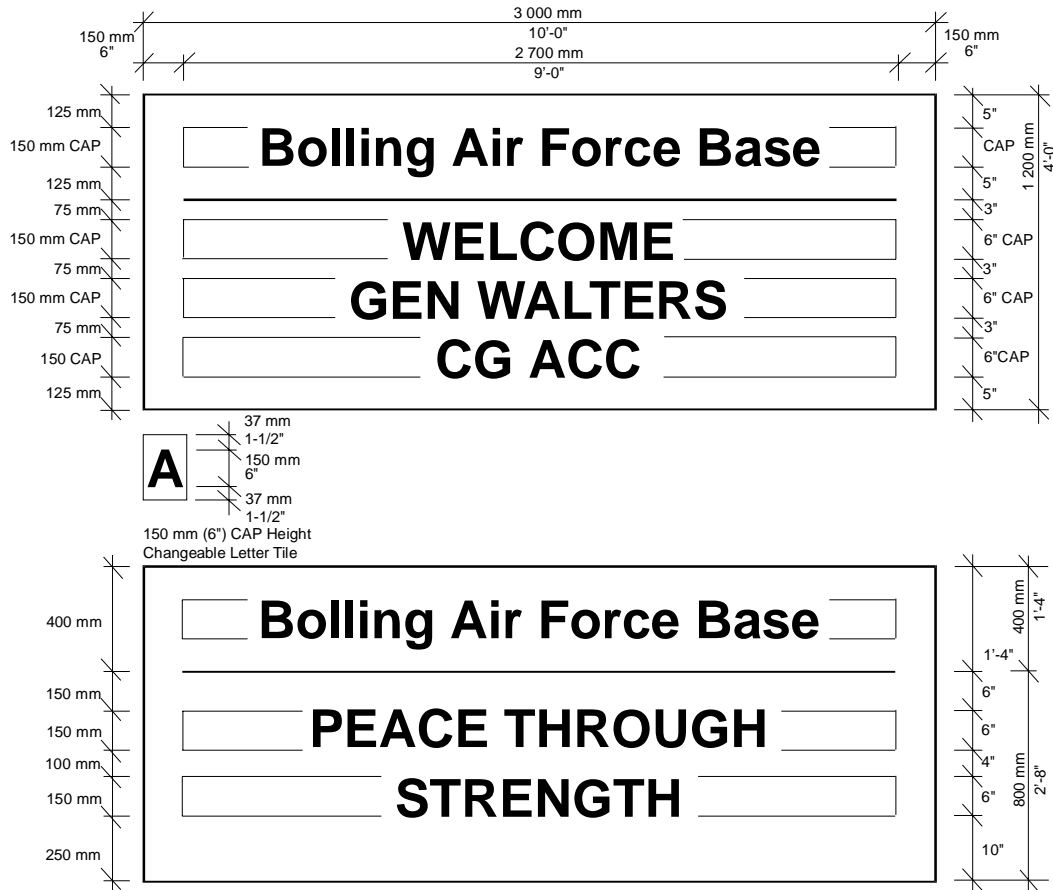 3 000 mm
10'-0"
150 mm
6"
150 mm
6"
2 700 mm
9'-0"
125 mm
150 mm CAP
125 mm
75 mm
150 mm CAP
75 mm
150 mm CAP
75 mm
150 CAP
125 mm
Bolling Air Force Base
WELCOME
GEN WALTERS
CG ACC
5"
CAP
5"
3"
6" CAP
3"
6" CAP
3"
6"CAP
5"
1 200 mm
4'-0"
A
37 mm
1-1/2"
150 mm
6"
37 mm
1-1/2"
150 mm (6") CAP Height
Changeable Letter Tile
400 mm
150 mm
150 mm
100 mm
150 mm
250 mm
Bolling Air Force Base
PEACE THROUGH
STRENGTH
1'-4"
6"
6"
4"
6"
10"
400 mm
1'-4"
800 mm
2'-8"